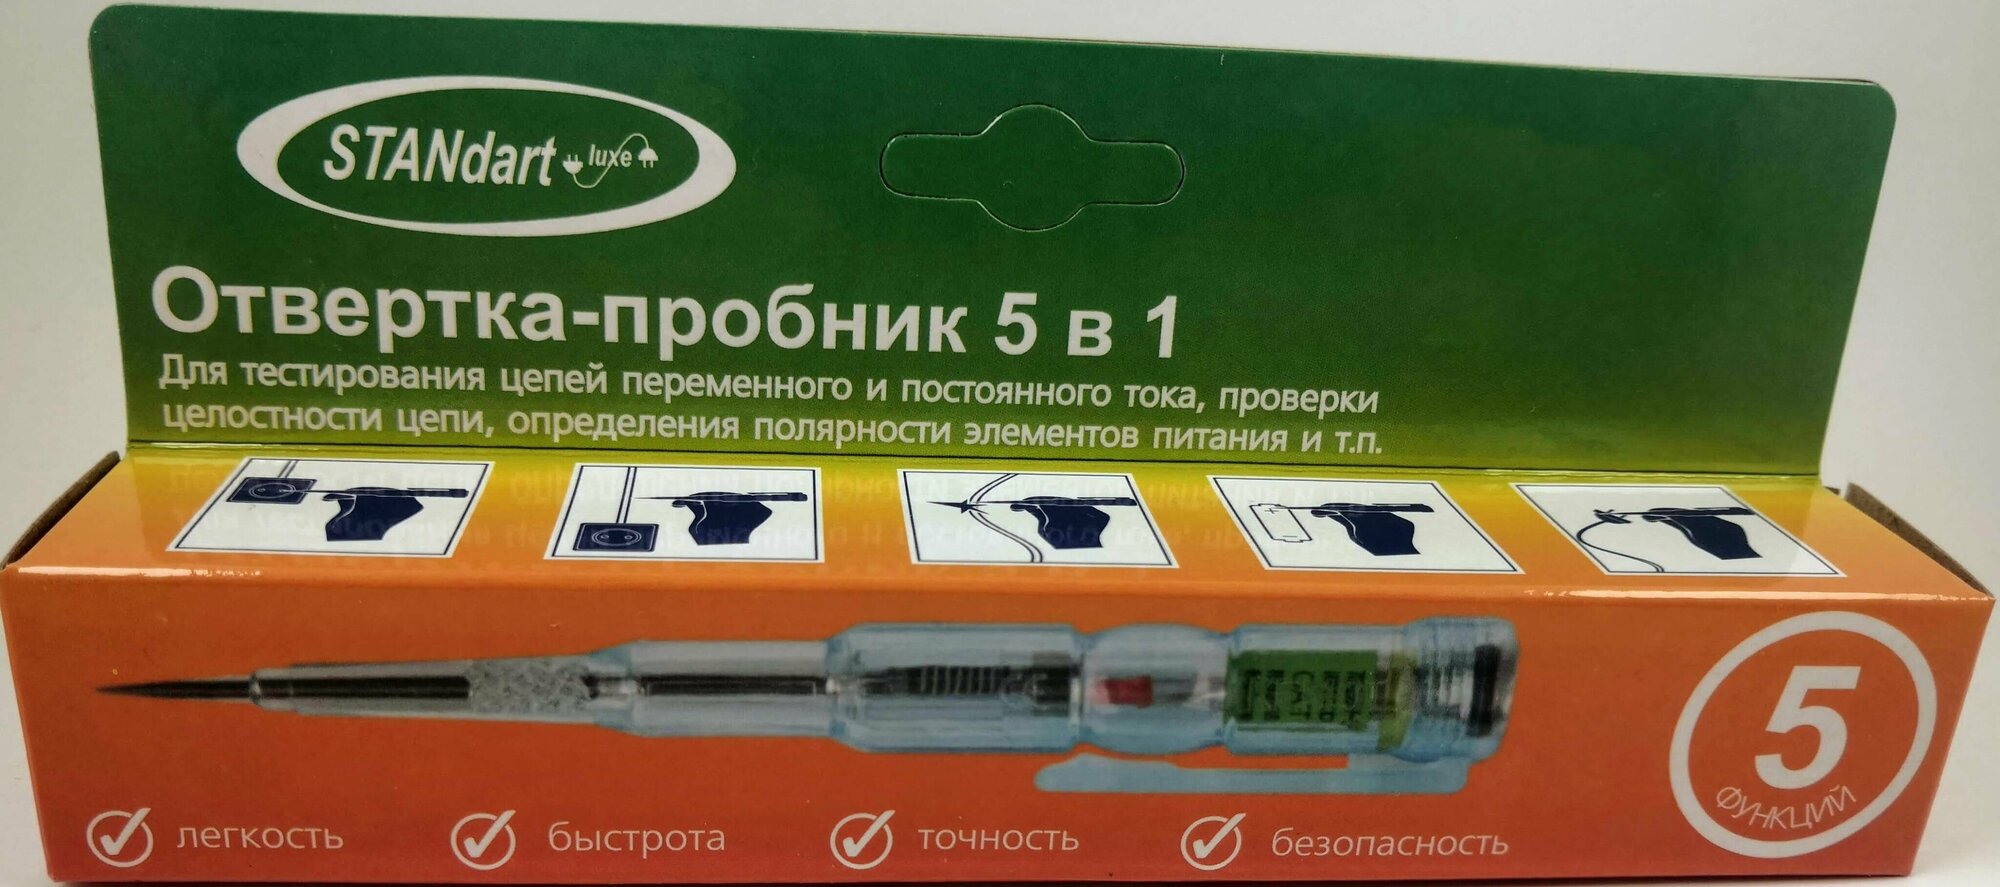 STANdart luxe
Отвертка-пробник 5 в 1
Для тестирования цепей переменного и постоянного тока, проверки
целостности цепи, определения полярности элементов питания и т.п.
5
ФУНКЦИЙ
легкость быстрота точность безопасность